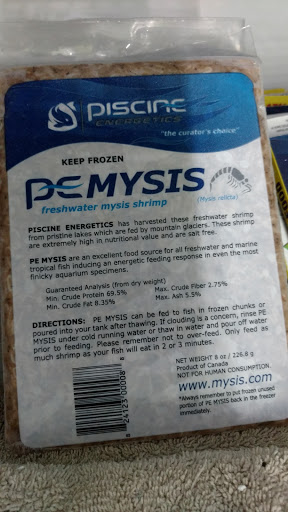 PISCINE
ENERGETICS
"the curator's choice"
KEEP FROZEN
PE MYSIS
freshwater mysis shrimp
(Mysis relicta)
PISCINE ENERGETICS has harvested these freshwater shrimp
from pristine lakes which are fed by mountain glaciers. These shrimp
are extremely high in nutritional value and are salt free.
PE MYSIS are an excellent food source for all freshwater and marine
tropical fish inducing an energetic feeding response in even the most
finicky aquarium specimens.
Guaranteed Analysis (from dry weight)
Min. Crude Protein 69.5% Max. Crude Fiber 2.75%
Min. Crude Fat 8.35% Max. Ash 5.5%
DIRECTIONS: PE MYSIS can be fed to fish in frozen chunks or
poured into your tank after thawing. If clouding is a concern, rinse PE
MYSIS under cold running water or thaw in water and pour off water
prior to feeding. Please remember not to over-feed. Only feed as
much shrimp as your fish will eat in 2 or 3 minutes.
NET WEIGHT 8 oz / 226.8 g
Product of Canada
NOT FOR HUMAN CONSUMPTION.
www.mysis.com
*Always remember to put frozen unused
portion of PE MYSIS back in the freezer
immediately.